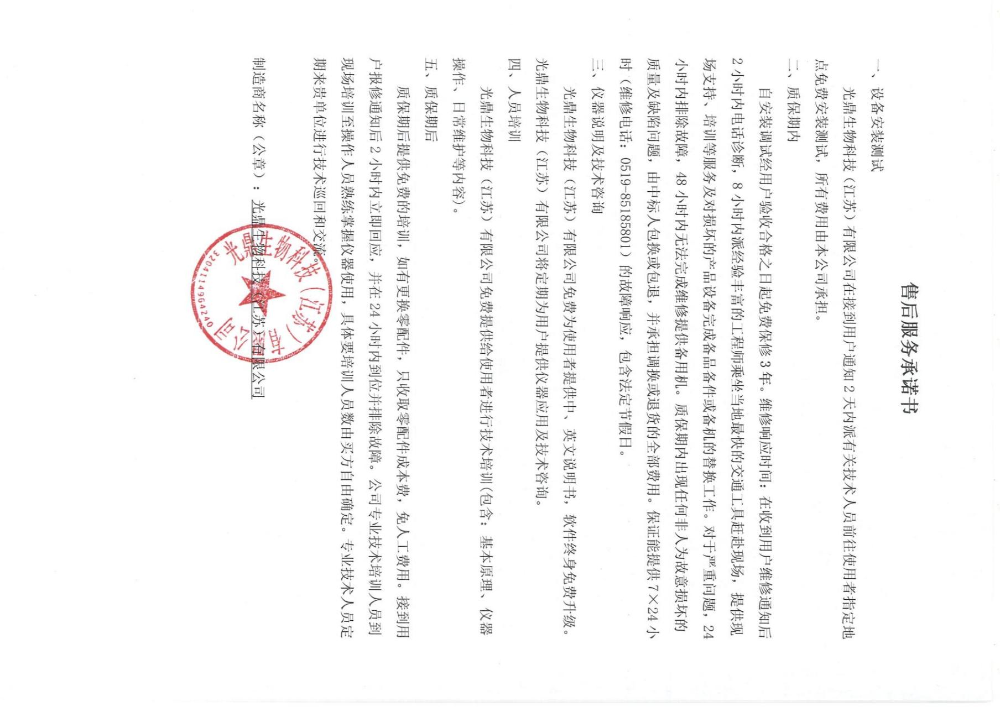 售后服务承诺书
一、设备安装测试
光鼎生物科技（江苏）有限公司在接到用户通知2天内派有关技术人员前往使用者指定地
点免费安装测试，所有费用由本公司承担。
二、质保期内
自安装调试经用户验收合格之日起免费保修3年。维修响应时间：在收到用户维修通知后
2小时内电话诊断，8小时内派经验丰富的工程师乘坐当地最快的交通工具赶赴现场，提供现
场支持、培训等服务及对损坏的产品设备完成备品备件或备机的替换工作。对于严重问题，24
小时内排除故障，48小时内无法完成维修提供备用机。质保期内出现任何非人为故意损坏的
质量及缺陷问题，由中标人包换或包退，并承担调换或退货的全部费用。保证能提供7×24小
时（维修电话：0519-85185801）的故障响应，包含法定节假日。
三、仪器说明及技术咨询
光鼎生物科技（江苏）有限公司免费为使用者提供中、英文说明书，软件终身免费升级。
光鼎生物科技（江苏）有限公司将定期为用户提供仪器应用及技术咨询。
四、人员培训
光鼎生物科技（江苏）有限公司免费提供给使用者进行技术培训(包含：基本原理、仪器
操作、日常维护等内容)。
五、质保期后
质保期后提供免费的培训，如有更换零配件，只收取零配件成本费，免人工费用。接到用
户报修通知后2小时内立即回应，并在24小时内到位并排除故障。公司专业技术培训人员到
现场培训至操作人员熟练掌握仪器使用，具体要培训人员数由买方自由确定。专业技术人员定
期来贵单位进行技术巡回和交流。
制造商名称（公章）：光鼎生物科技（江苏）有限公司
光鼎生物科技（江苏）有限公司
3204114964240